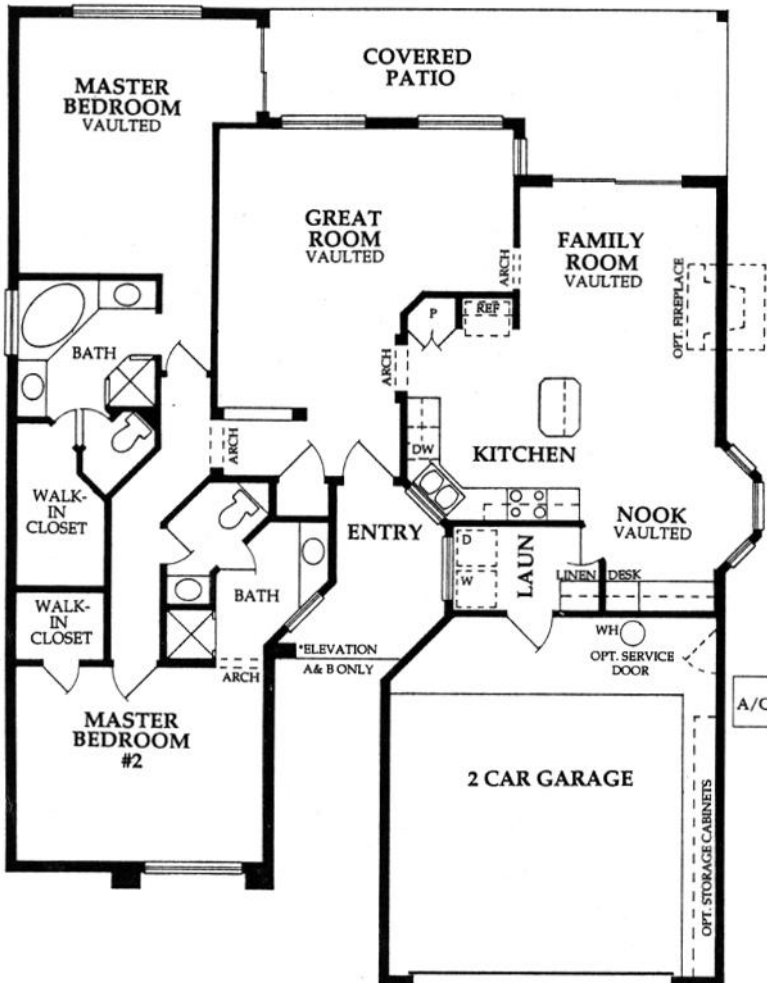 COVERED
PATIO
MASTER
BEDROOM
VAULTED
GREAT
ROOM
VAULTED
FAMILY
ROOM
VAULTED
ARCH
OPT. FIREPLACE
P
REF
BATH
ARCH
DW
KITCHEN
ARCH
WALK-
IN
CLOSET
ENTRY
NOOK
VAULTED
D
W
LAUN
LINEN
DESK
BATH
WALK-
IN
CLOSET
WH
OPT. SERVICE
DOOR
*ELEVATION
A & B ONLY
ARCH
A/C
MASTER
BEDROOM
#2
2 CAR GARAGE
OPT. STORAGE CABINETS